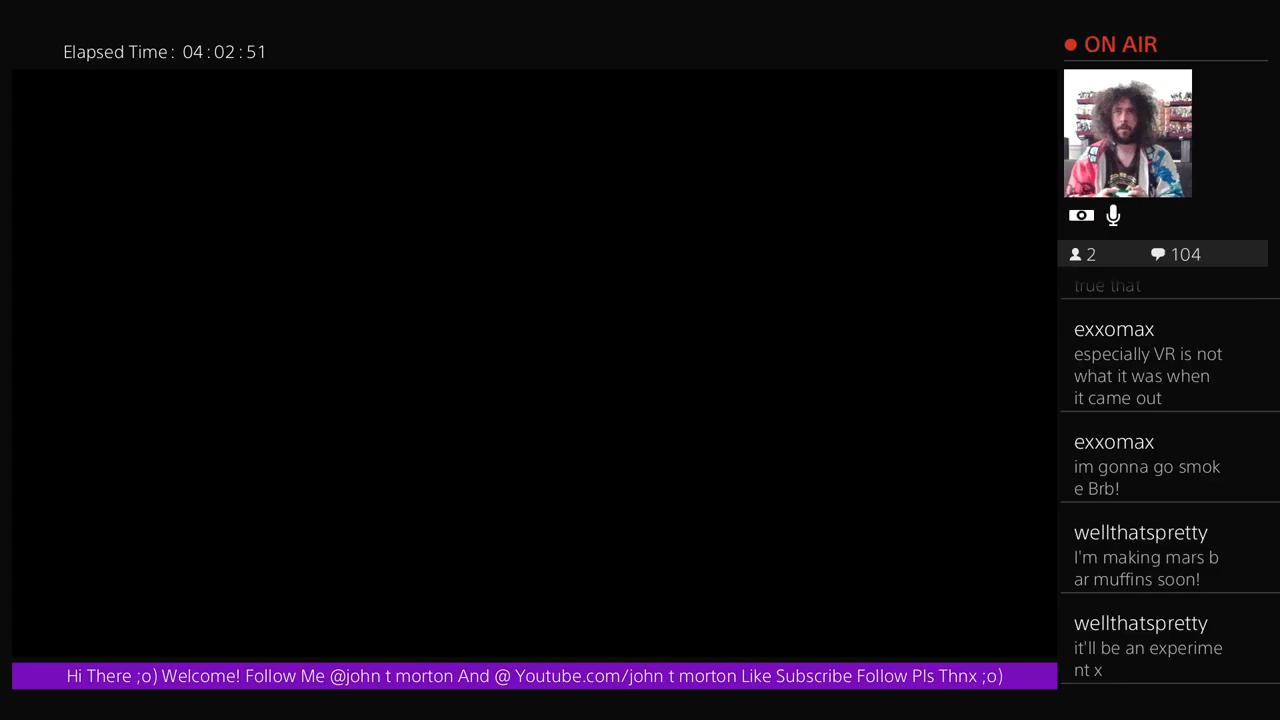 Elapsed Time: 04:02:51
ON AIR
2 104
true that
exxomax
especially VR is not
what it was when
it came out
exxomax
im gonna go smok
e Brb!
wellthatspretty
I'm making mars b
ar muffins soon!
wellthatspretty
it'll be an experime
nt x
Hi There ;o) Welcome! Follow Me @john t morton And @ Youtube.com/john t morton Like Subscribe Follow Pls Thnx ;o)